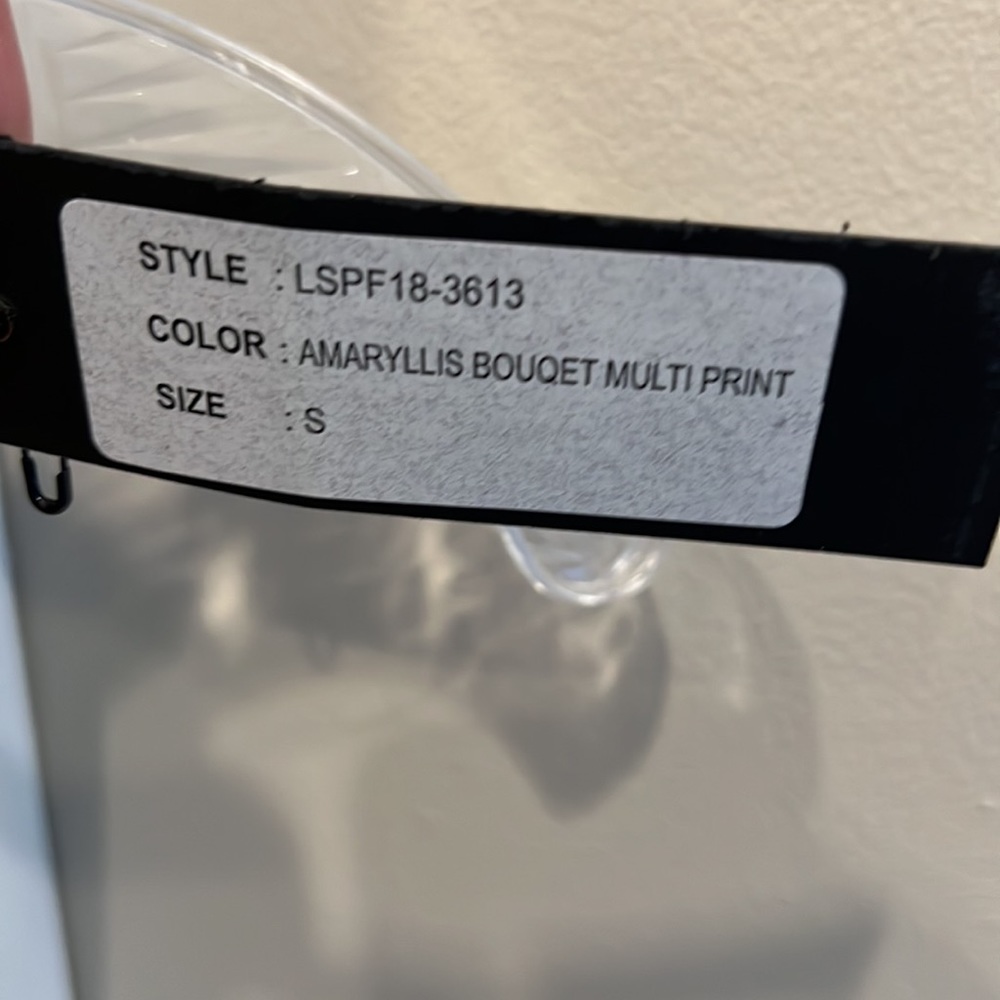 STYLE : LSPF18-3613
COLOR : AMARYLLIS BOUQET MULTI PRINT
SIZE : S